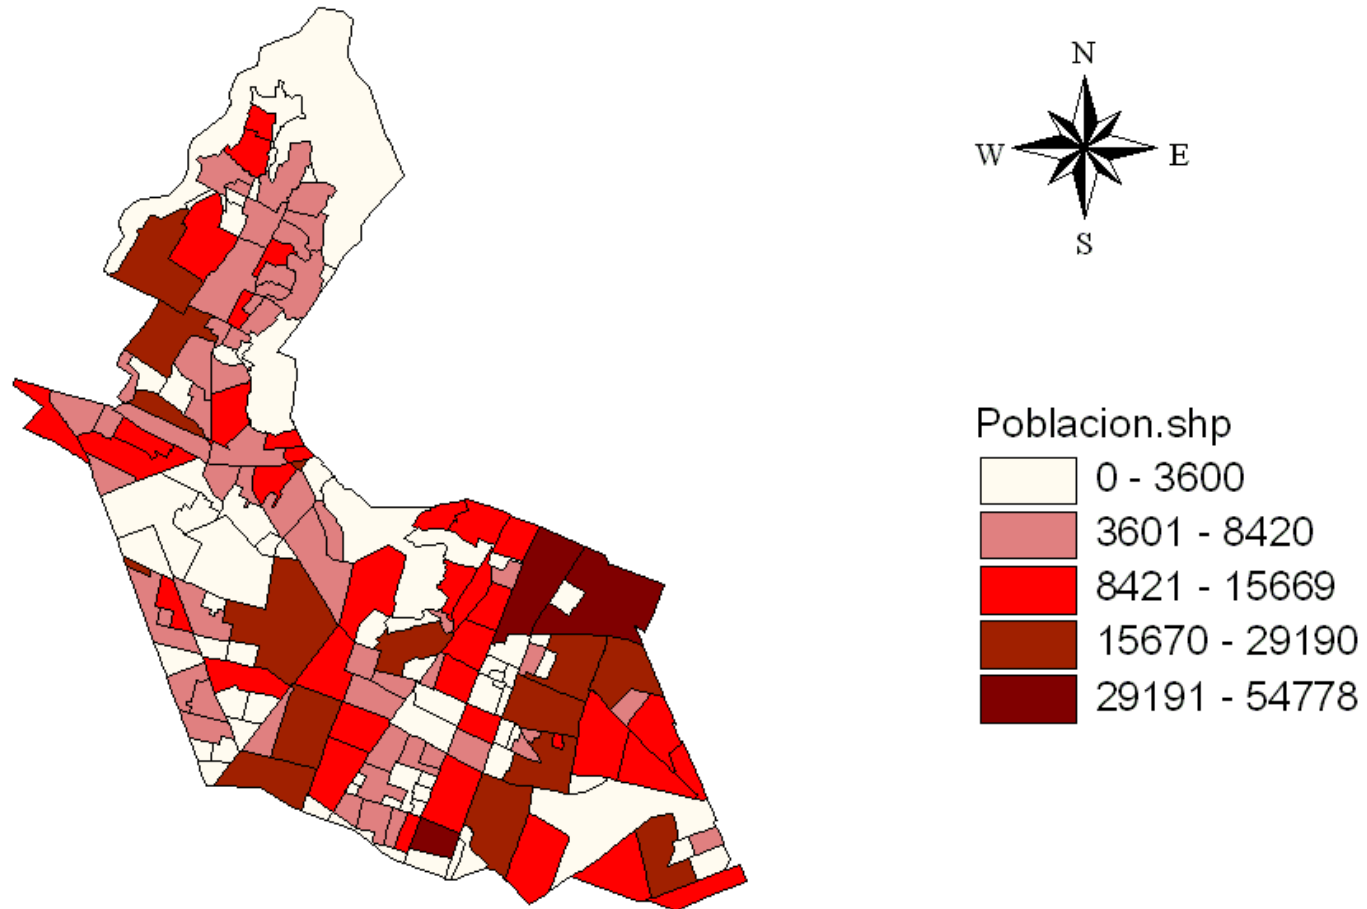 N
W E
S
Poblacion.shp
0 - 3600
3601 - 8420
8421 - 15669
15670 - 29190
29191 - 54778